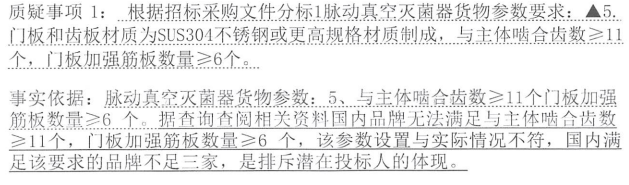 质疑事项 1： 根据招标采购文件分标1脉动真空灭菌器货物参数要求：▲5.
门板和齿板材质为SUS304不锈钢或更高规格材质制成，与主体啮合齿数≥11
个，门板加强筋板数量≥6个。
事实依据：脉动真空灭菌器货物参数：5、与主体啮合齿数≥11个门板加强
筋板数量≥6 个。据查询查阅相关资料国内品牌无法满足与主体啮合齿数
≥11个，门板加强筋板数量≥6 个，该参数设置与实际情况不符，国内满
足该要求的品牌不足三家，是排斥潜在投标人的体现。